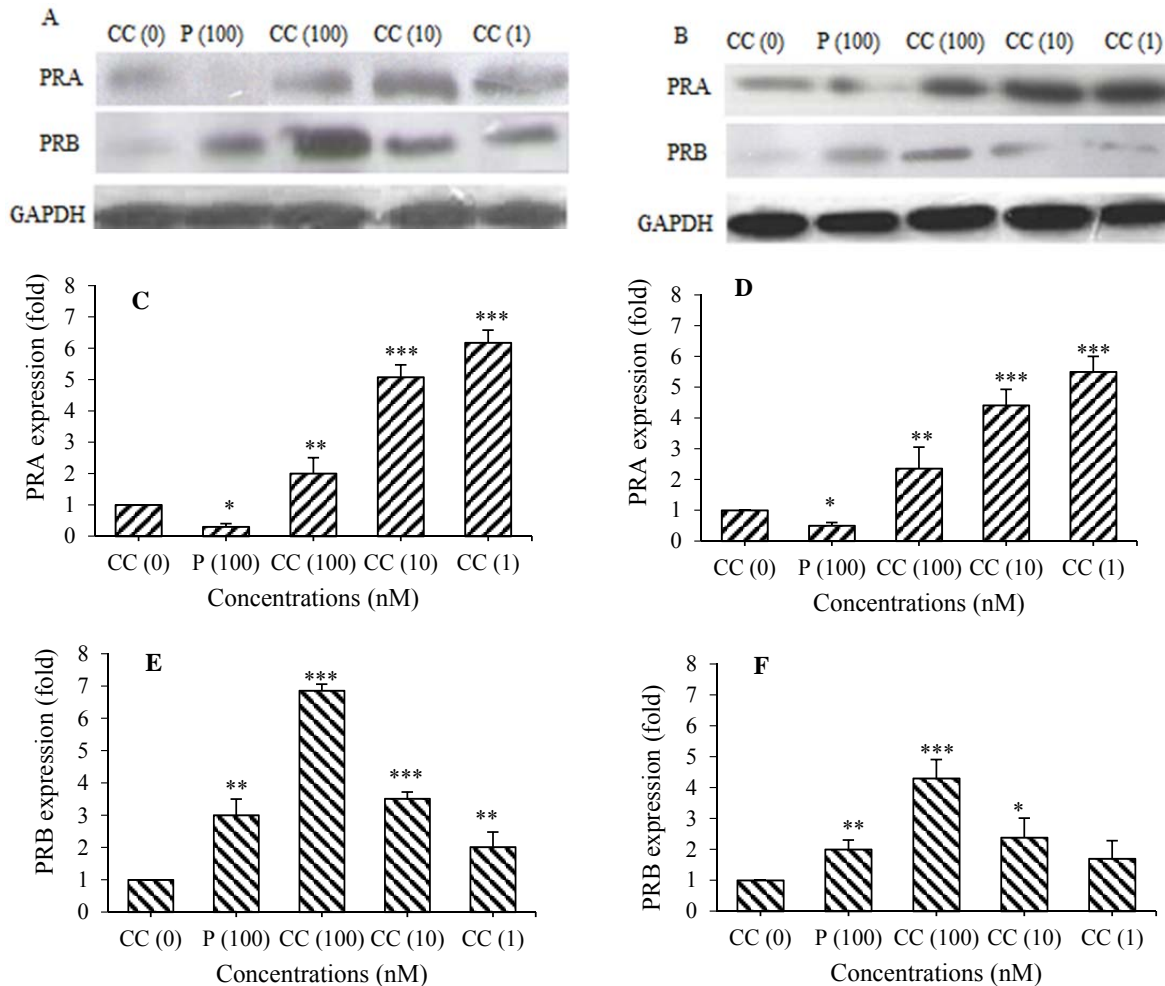 A
CC (0) P (100) CC (100) CC (10) CC (1)
PRA
PRB
GAPDH
B
CC (0) P (100) CC (100) CC (10) CC (1)
PRA
PRB
GAPDH
C
PRA expression (fold)
8
7
6
5
4
3
2
1
0
* ** *** ***
CC (0) P (100) CC (100) CC (10) CC (1)
Concentrations (nM)
D
PRA expression (fold)
8
7
6
5
4
3
2
1
0
* ** *** ***
CC (0) P (100) CC (100) CC (10) CC (1)
Concentrations (nM)
E
PRB expression (fold)
8
7
6
5
4
3
2
1
0
** *** *** **
CC (0) P (100) CC (100) CC (10) CC (1)
Concentrations (nM)
F
PRB expression (fold)
8
7
6
5
4
3
2
1
0
** *** *
CC (0) P (100) CC (100) CC (10) CC (1)
Concentrations (nM)